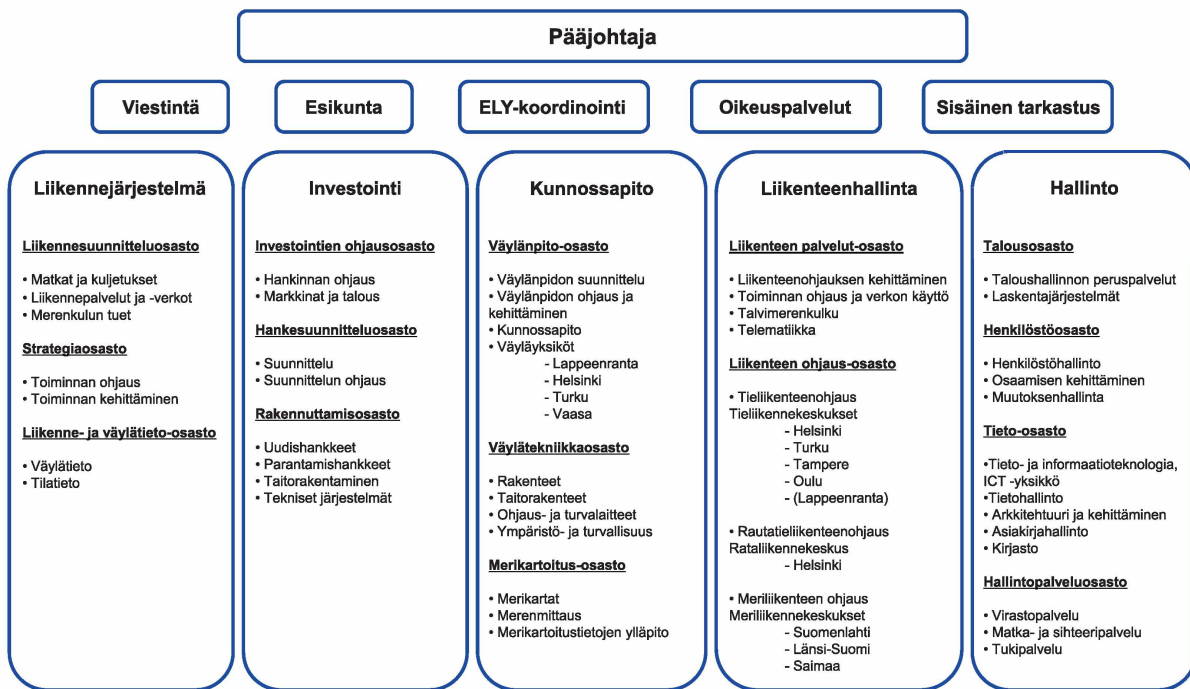 Pääjohtaja
Viestintä
Esikunta
ELY-koordinointi
Oikeuspalvelut
Sisäinen tarkastus
Liikennejärjestelmä
Liikennesuunnitteluosasto
• Matkat ja kuljetukset
• Liikennepalvelut ja -verkot
• Merenkulun tuet
Strategiaosasto
• Toiminnan ohjaus
• Toiminnan kehittäminen
Liikenne- ja väylätieto-osasto
• Väylätieto
• Tilatieto
Investointi
Investointien ohjausosasto
• Hankinnan ohjaus
• Markkinat ja talous
Hankesuunnitteluosasto
• Suunnittelu
• Suunnittelun ohjaus
Rakennuttamisosasto
• Uudishankkeet
• Parantamishankkeet
• Taitorakentaminen
• Tekniset järjestelmät
Kunnossapito
Väylänpito-osasto
• Väylänpidon suunnittelu
• Väylänpidon ohjaus ja
kehittäminen
• Kunnossapito
• Väyläyksiköt
- Lappeenranta
- Helsinki
- Turku
- Vaasa
Väylätekniikkaosasto
• Rakenteet
• Taitorakenteet
• Ohjaus- ja turvalaitteet
• Ympäristö- ja turvallisuus
Merikartoitus-osasto
• Merikartat
• Merenmittaus
• Merikartoitustietojen ylläpito
Liikenteenhallinta
Liikenteen palvelut-osasto
• Liikenteenohjauksen kehittäminen
• Toiminnan ohjaus ja verkon käyttö
• Talvimerenkulku
• Telematiikka
Liikenteen ohjaus-osasto
• Tieliikenteenohjaus
Tieliikennekeskukset
- Helsinki
- Turku
- Tampere
- Oulu
- (Lappeenranta)
• Rautatieliikenteenohjaus
Rataliikennekeskus
- Helsinki
• Meriliikenteen ohjaus
Meriliikennekeskukset
- Suomenlahti
- Länsi-Suomi
- Saimaa
Hallinto
Talousosasto
• Taloushallinnon peruspalvelut
• Laskentajärjestelmät
Henkilöstöosasto
• Henkilöstöhallinto
• Osaamisen kehittäminen
• Muutoksenhallinta
Tieto-osasto
•Tieto- ja informaatioteknologia,
ICT -yksikkö
•Tietohallinto
• Arkkitehtuuri ja kehittäminen
• Asiakirjahallinto
• Kirjasto
Hallintopalveluosasto
• Virastopalvelu
• Matka- ja sihteeripalvelu
• Tukipalvelu